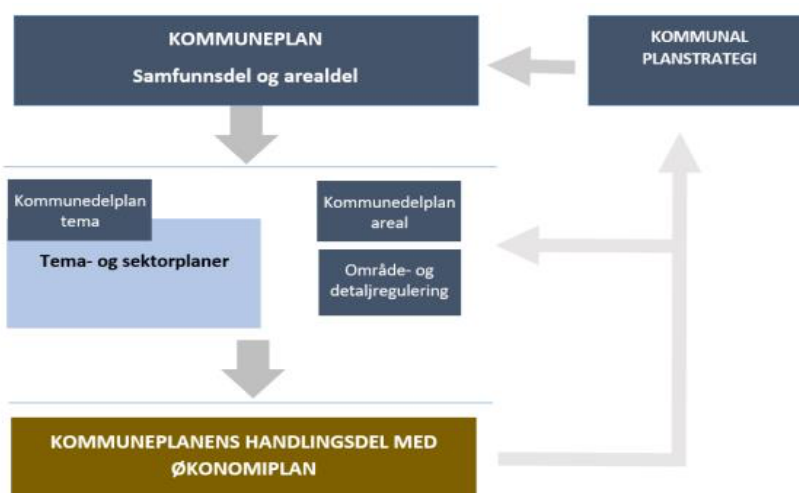 KOMMUNEPLAN
Samfunnsdel og arealdel
KOMMUNAL
PLANSTRATEGI
Kommunedelplan
tema
Tema- og sektorplaner
Kommunedelplan
areal
Område- og
detaljregulering
KOMMUNEPLANENS HANDLINGSDEL MED
ØKONOMIPLAN